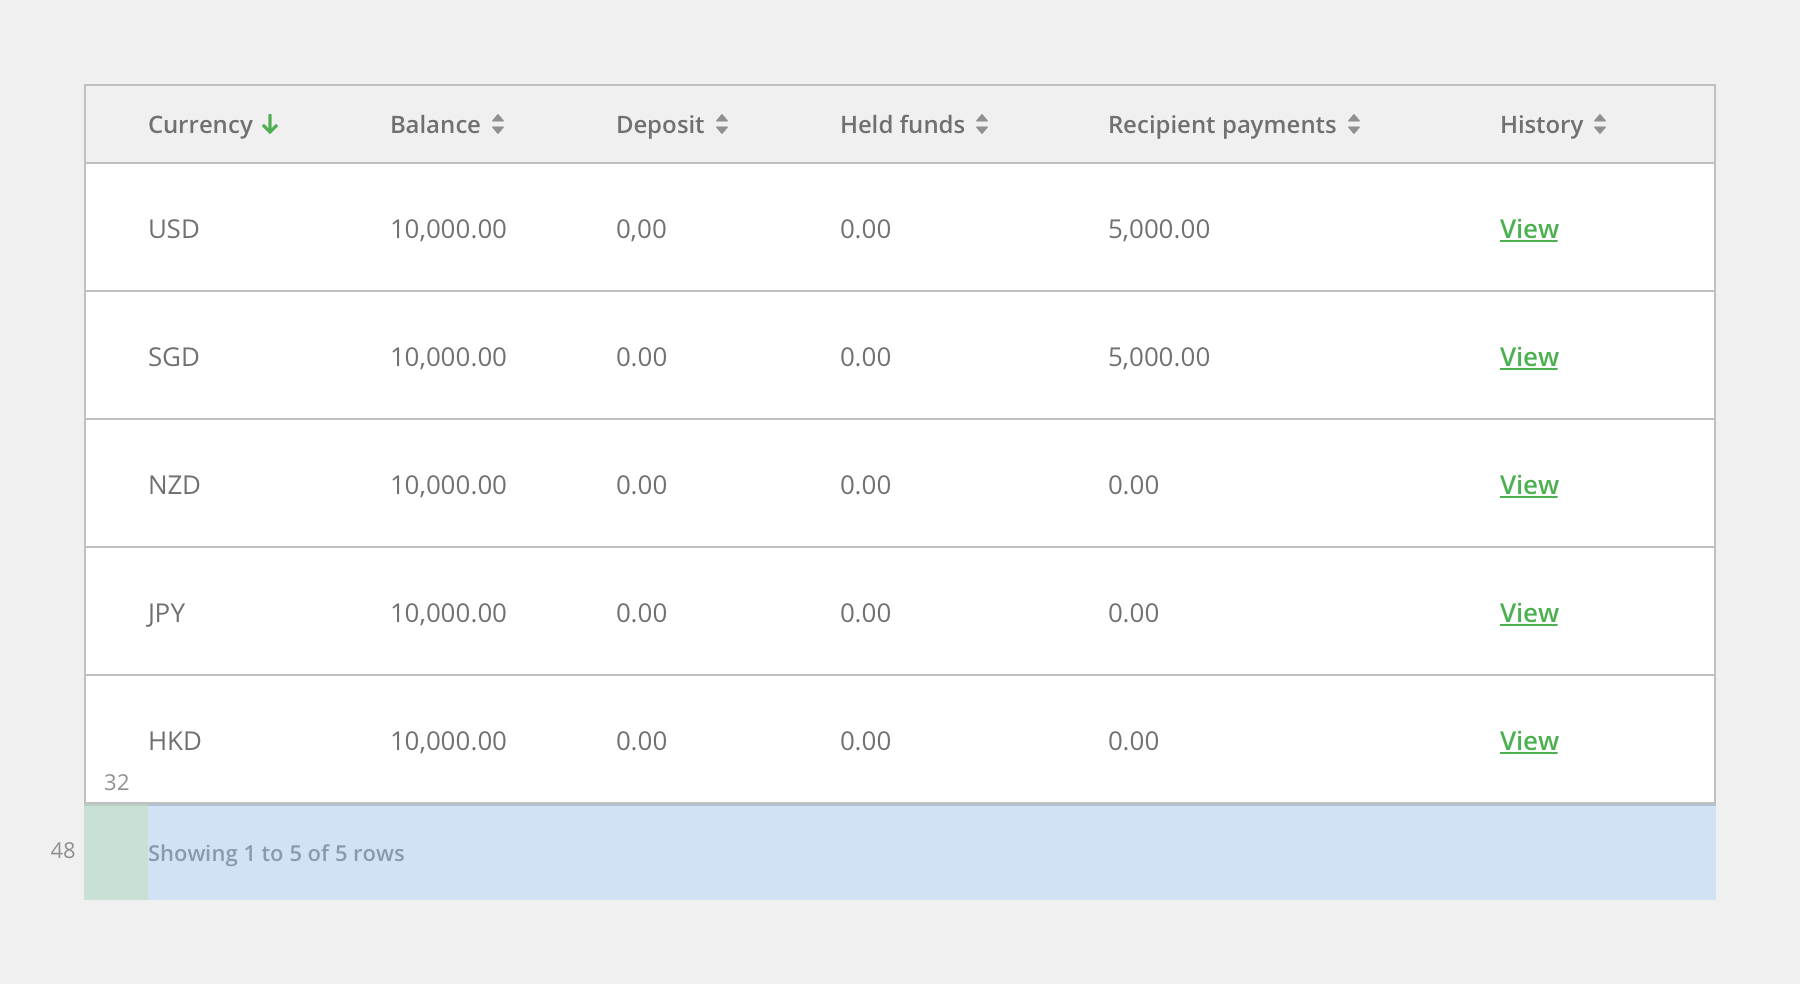 Currency Balance Deposit Held funds Recipient payments History
USD 10,000.00 0,00 0.00 5,000.00 View
SGD 10,000.00 0.00 0.00 5,000.00 View
NZD 10,000.00 0.00 0.00 0.00 View
JPY 10,000.00 0.00 0.00 0.00 View
HKD 10,000.00 0.00 0.00 0.00 View
32
48 Showing 1 to 5 of 5 rows